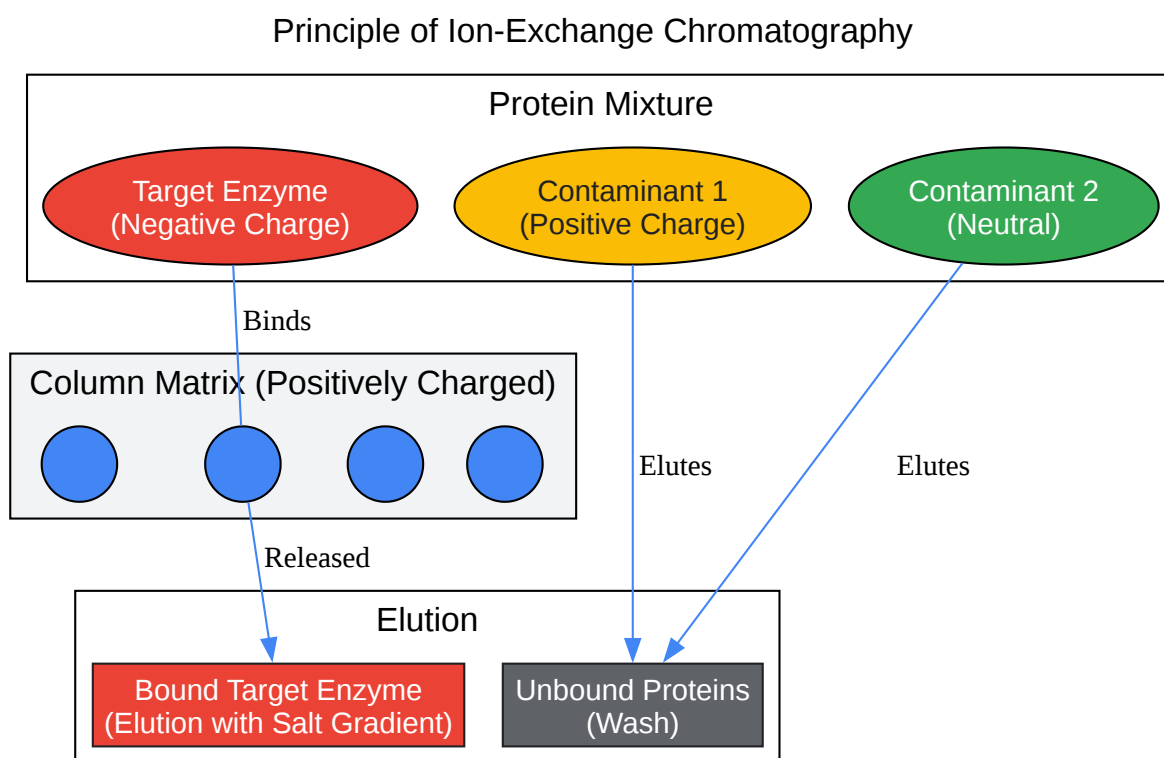 Principle of Ion-Exchange Chromatography
Protein Mixture
Target Enzyme
(Negative Charge)
Contaminant 1
(Positive Charge)
Contaminant 2
(Neutral)
Binds
Column Matrix (Positively Charged)
Elutes
Elutes
Released
Elution
Bound Target Enzyme
(Elution with Salt Gradient)
Unbound Proteins
(Wash)